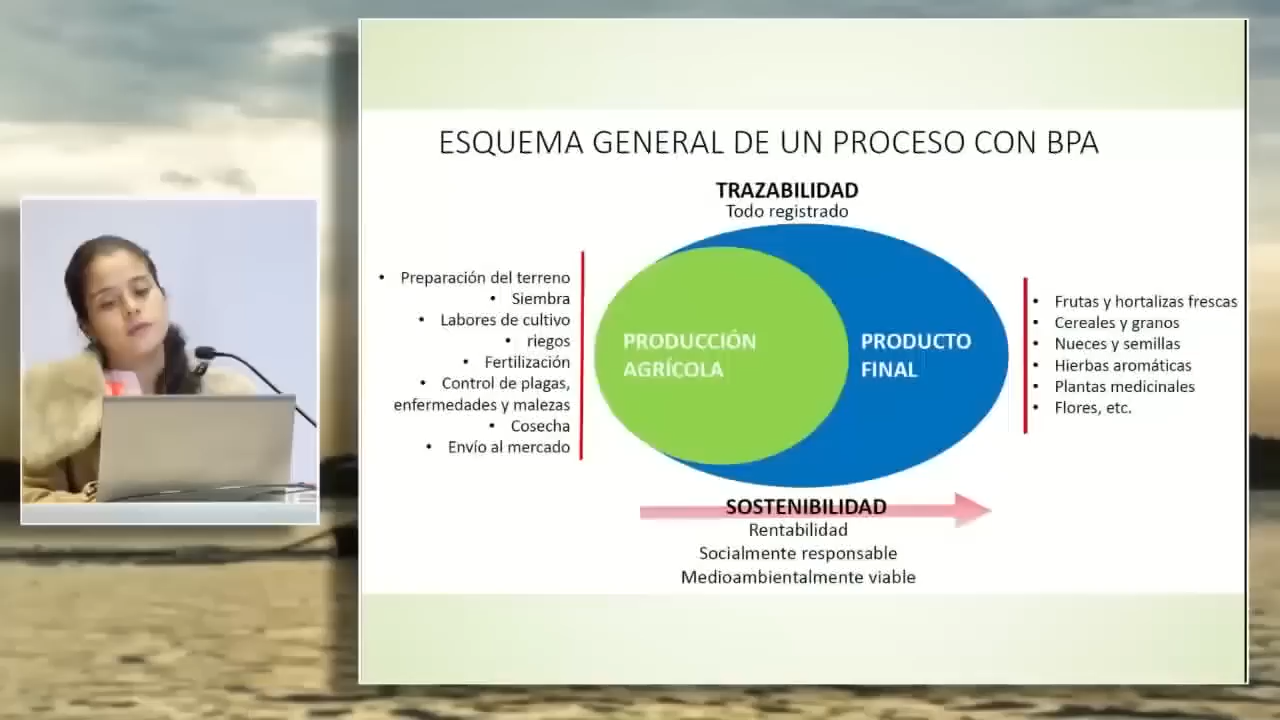 ESQUEMA GENERAL DE UN PROCESO CON BPA
TRAZABILIDAD
Todo registrado
• Preparación del terreno
• Siembra
• Labores de cultivo
• riegos
• Fertilización
• Control de plagas,
enfermedades y malezas
• Cosecha
• Envío al mercado
PRODUCCIÓN
AGRÍCOLA
PRODUCTO
FINAL
• Frutas y hortalizas frescas
• Cereales y granos
• Nueces y semillas
• Hierbas aromáticas
• Plantas medicinales
• Flores, etc.
SOSTENIBILIDAD
Rentabilidad
Socialmente responsable
Medioambientalmente viable